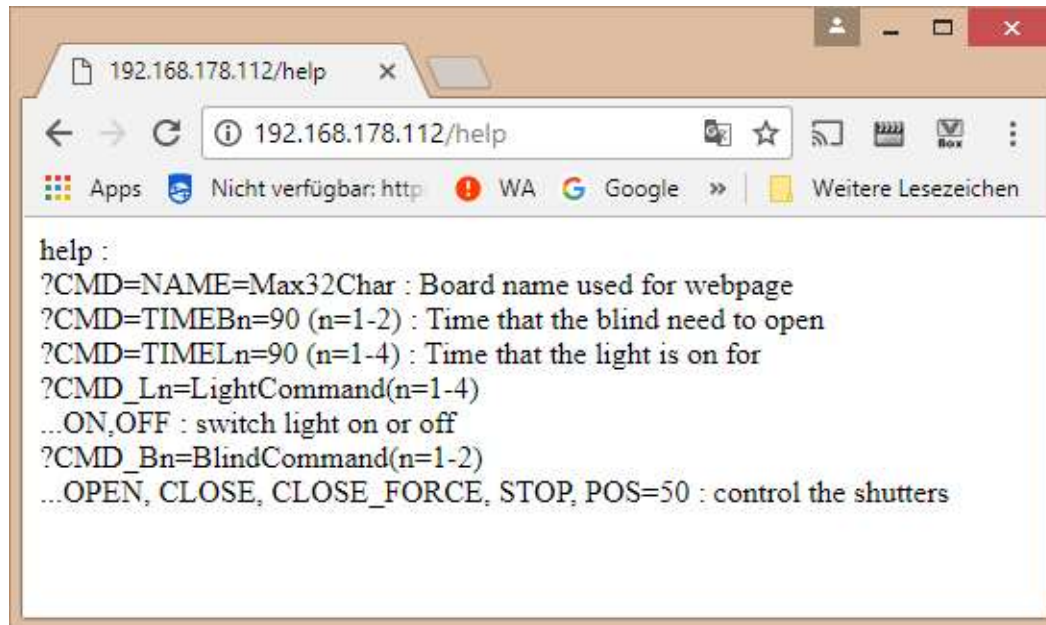 192.168.178.112/help
192.168.178.112/help
Apps Nicht verfügbar: http WA Google » Weitere Lesezeichen
help :
?CMD=NAME=Max32Char : Board name used for webpage
?CMD=TIMEBn=90 (n=1-2) : Time that the blind need to open
?CMD=TIMELn=90 (n=1-4) : Time that the light is on for
?CMD_Ln=LightCommand(n=1-4)
...ON,OFF : switch light on or off
?CMD_Bn=BlindCommand(n=1-2)
...OPEN, CLOSE, CLOSE_FORCE, STOP, POS=50 : control the shutters